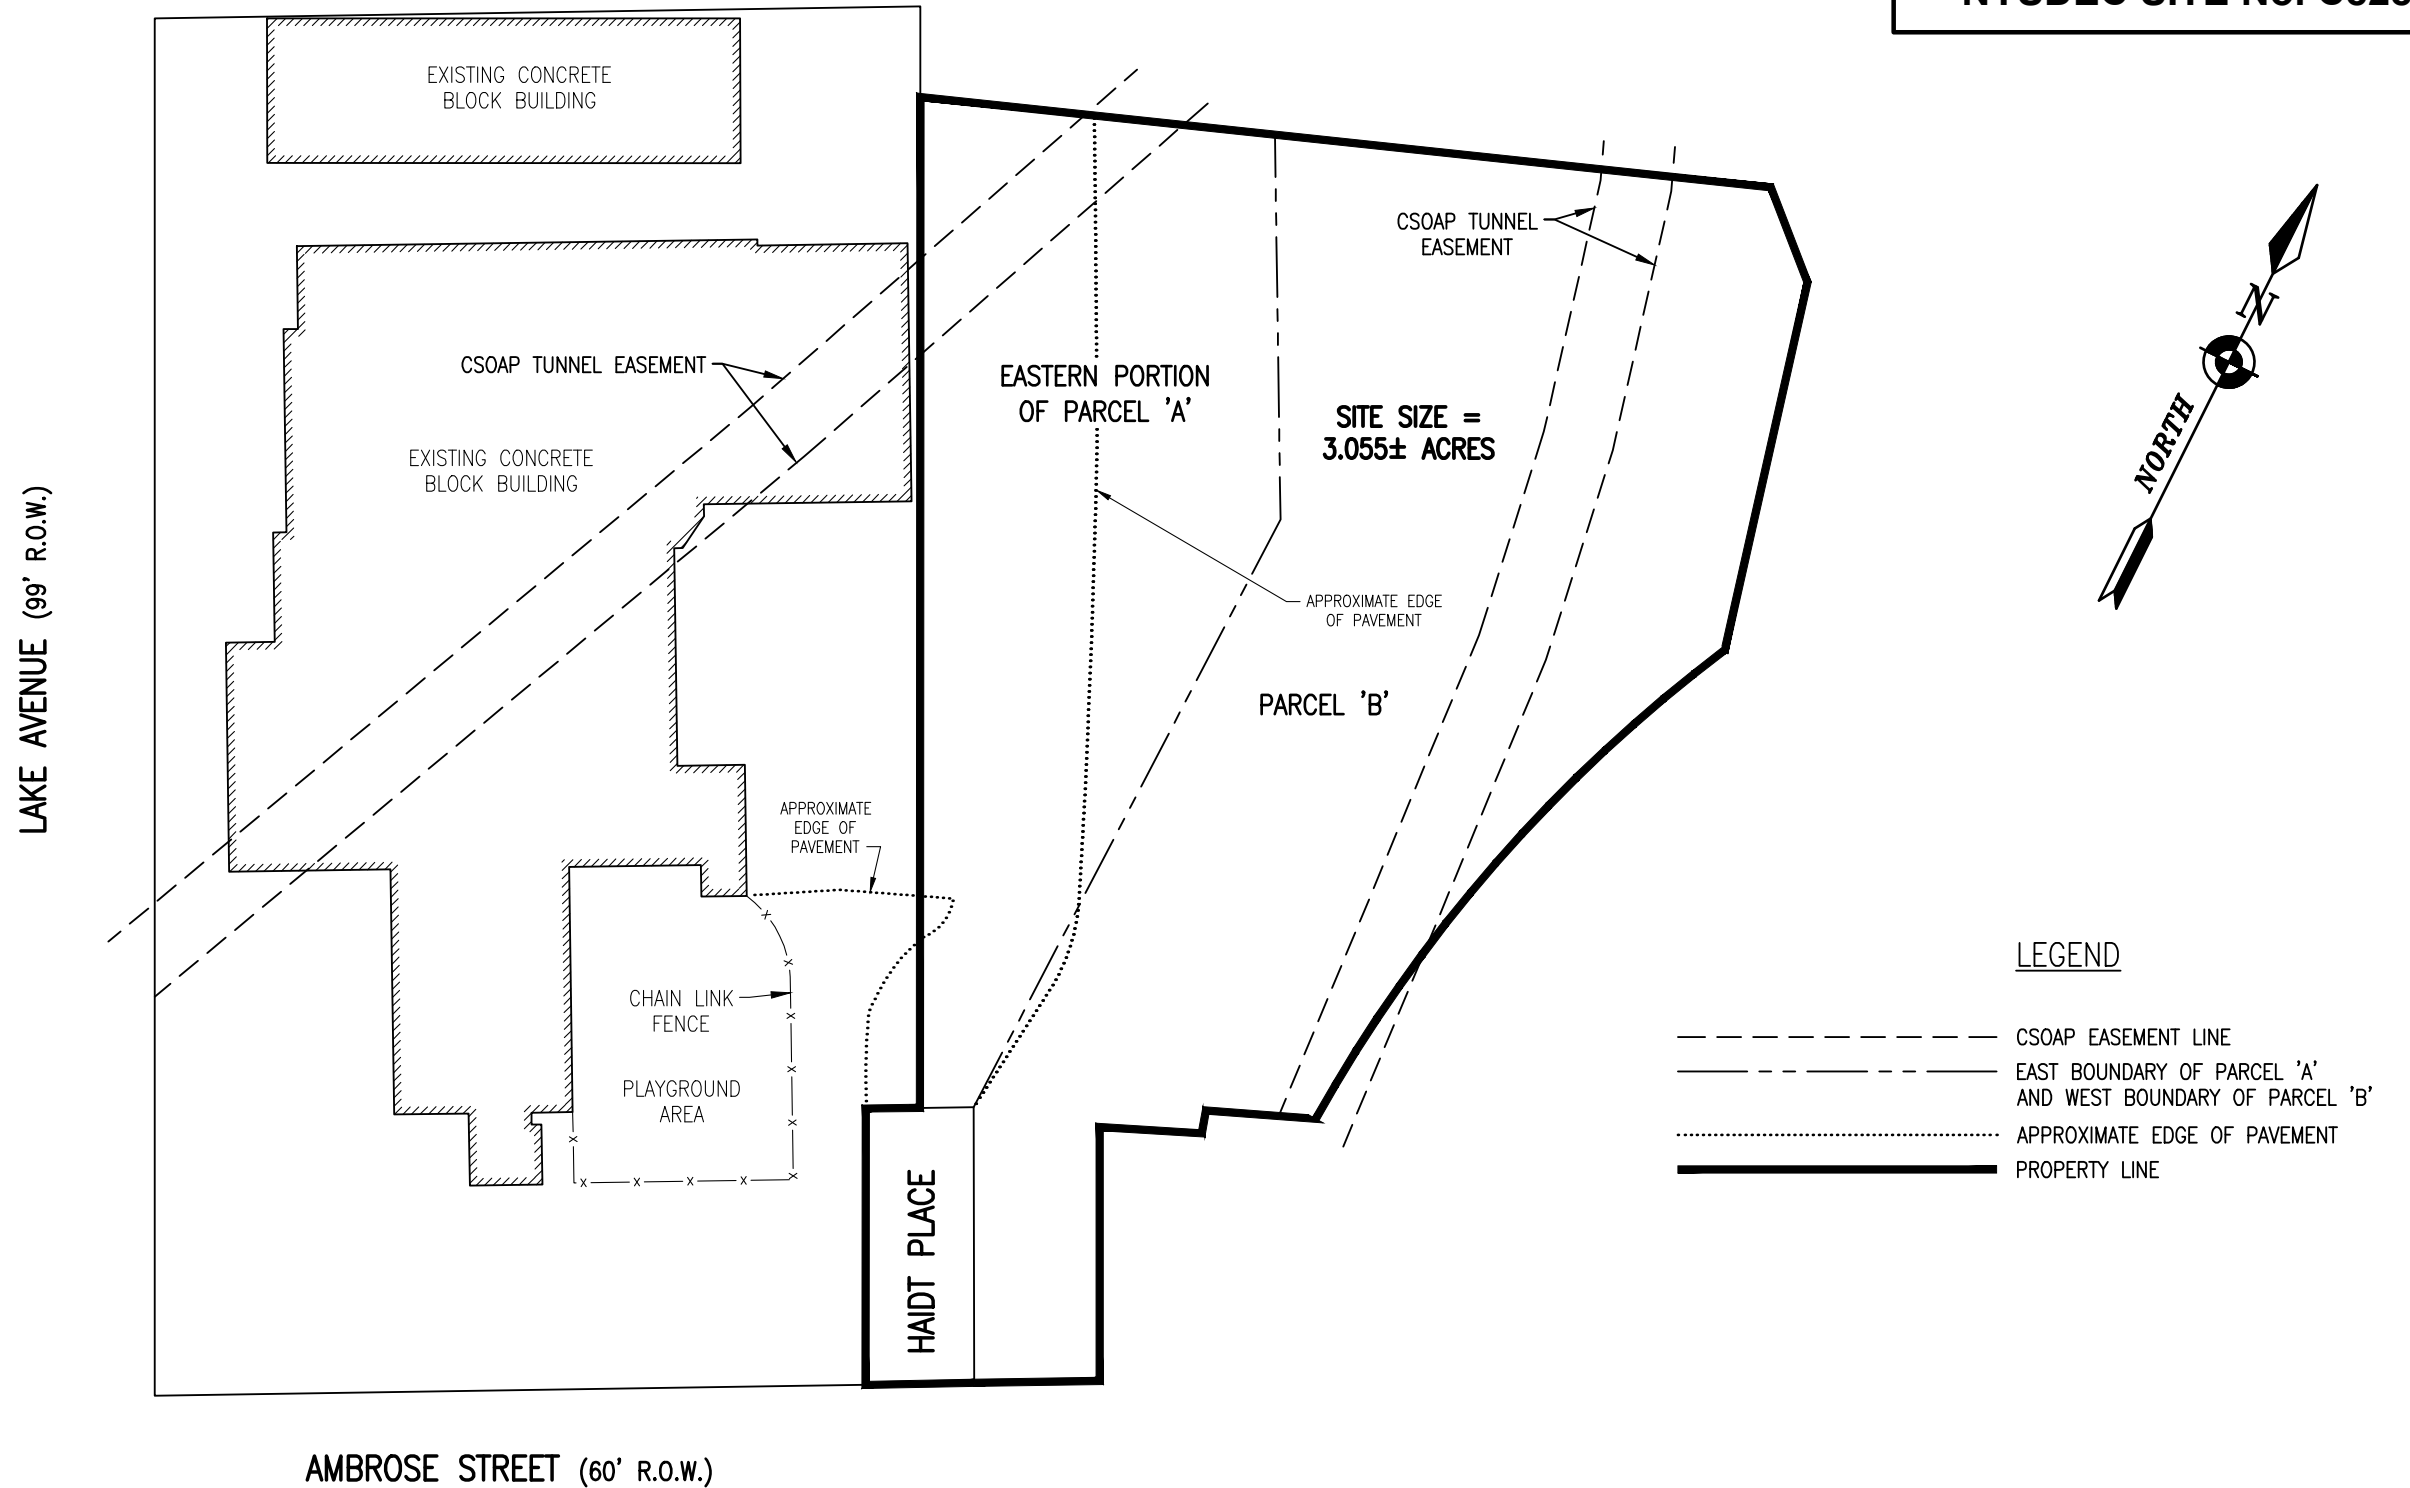 NYSDEC SITE No.
EXISTING CONCRETE
BLOCK BUILDING
CSOAP TUNNEL
EASEMENT
N
NORTH
CSOAP TUNNEL EASEMENT
EASTERN PORTION
OF PARCEL 'A'
SITE SIZE =
3.055± ACRES
EXISTING CONCRETE
BLOCK BUILDING
LAKE AVENUE (99' R.O.W.)
APPROXIMATE EDGE
OF PAVEMENT
PARCEL 'B'
APPROXIMATE
EDGE OF
PAVEMENT
CHAIN LINK
FENCE
PLAYGROUND
AREA
HAIDT PLACE
LEGEND
CSOAP EASEMENT LINE
EAST BOUNDARY OF PARCEL 'A'
AND WEST BOUNDARY OF PARCEL 'B'
APPROXIMATE EDGE OF PAVEMENT
PROPERTY LINE
AMBROSE STREET (60' R.O.W.)